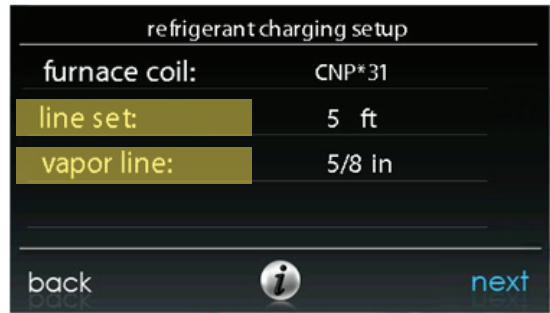 refrigerant charging setup
furnace coil: CNP*31
line set: 5 ft
vapor line: 5/8 in
back i next